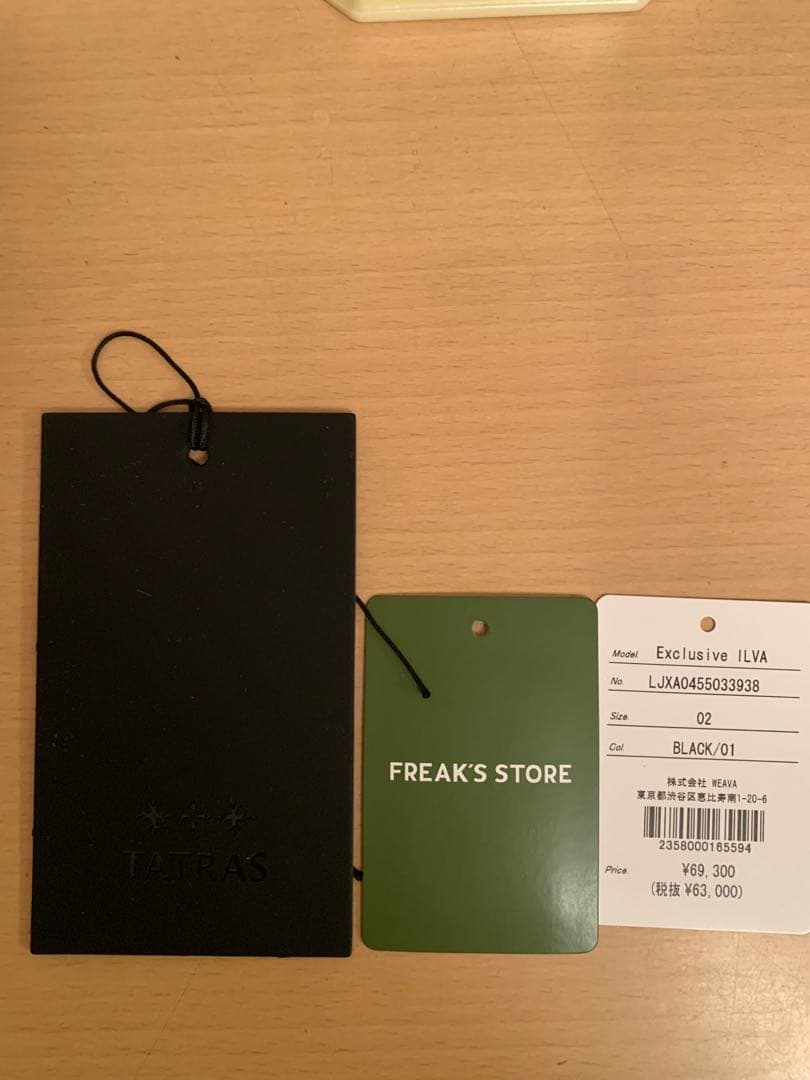 TATRAS
FREAK'S STORE
Model. Exclusive ILVA
No. LJXA0455033938
Size. 02
Col. BLACK/01
株式会社 WEAVA
東京都渋谷区恵比寿南1-20-6
2358000165594
Price. ¥69,300
(税抜 ¥63,000)